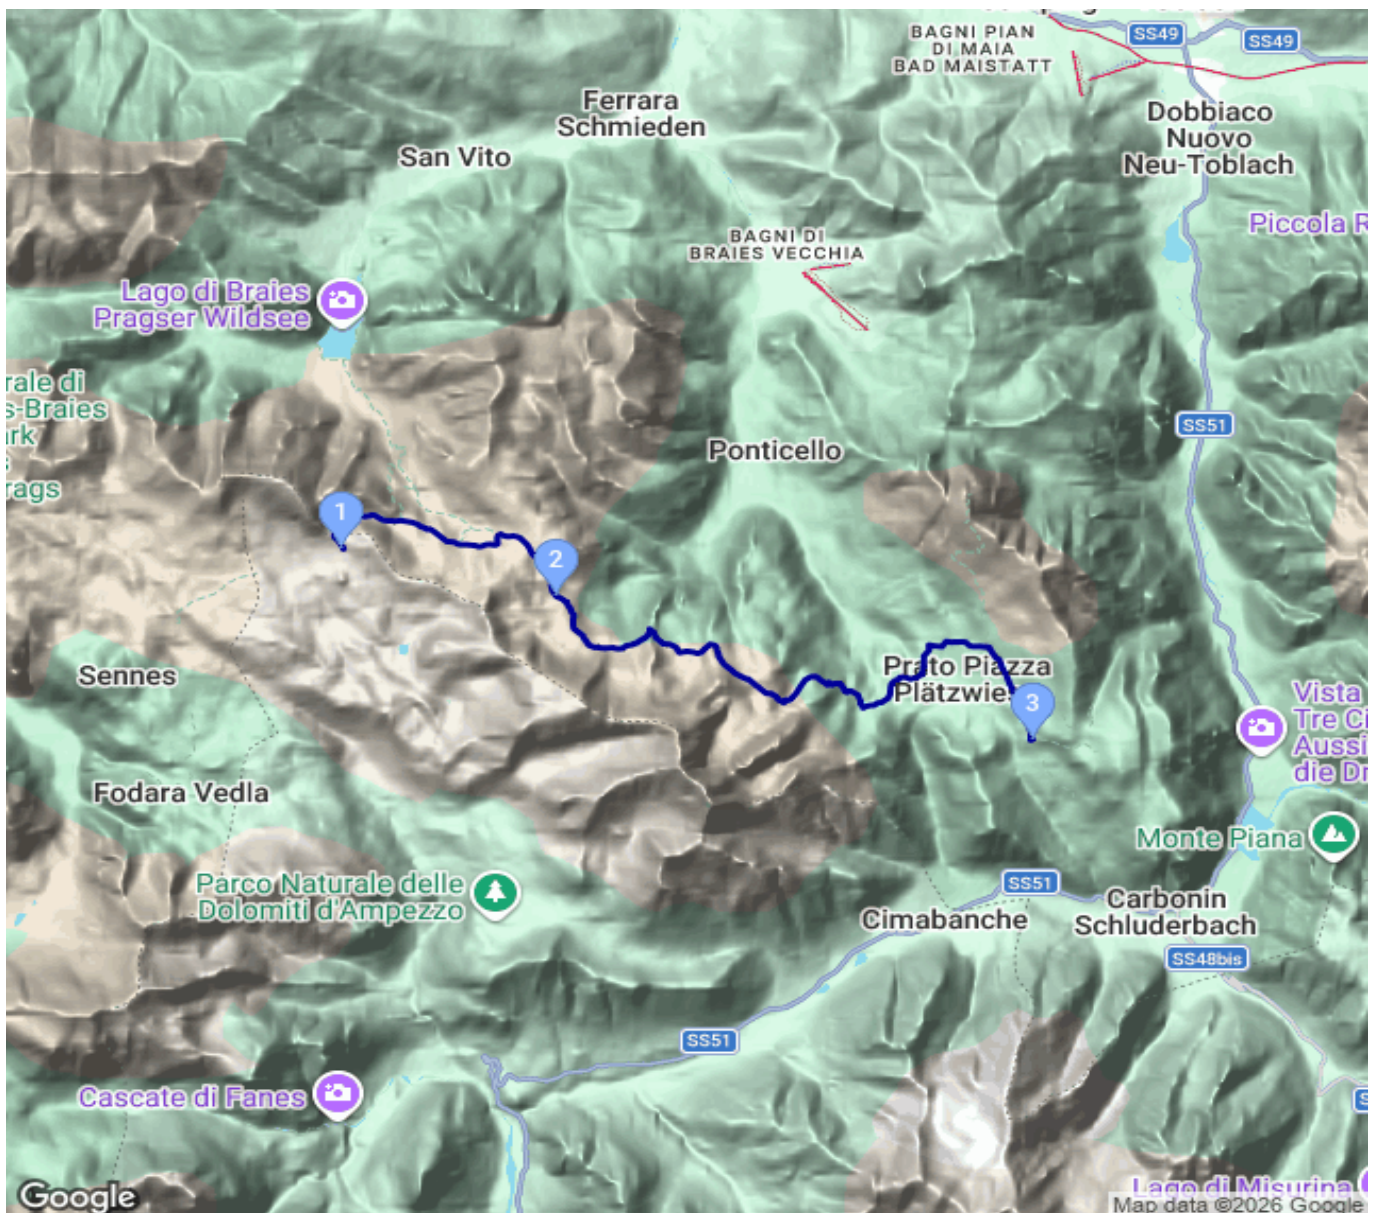 SS49
SS49
BAGNI PIAN
DI MAIA
BAD MAISTATT
Ferrara
Schmieden
Dobbiaco
Nuovo
Neu-Toblach
San Vito
Piccola R
BAGNI DI
BRAIES VECCHIA
Lago di Braies
Pragser Wildsee
rale di
s-Braies
ark
s
rags
SS51
Ponticello
1
2
Prato Piazza
Plätzwies
3
Sennes
Vista
Tre Ci
Aussi
die Dr
Fodara Vedla
Monte Piana
Parco Naturale delle
Dolomiti d'Ampezzo
SS51
Cimabanche
Carbonin
Schluderbach
SS48bis
SS51
Cascate di Fanes
S
Lago di Misurina
Google
Map data ©2026 Google